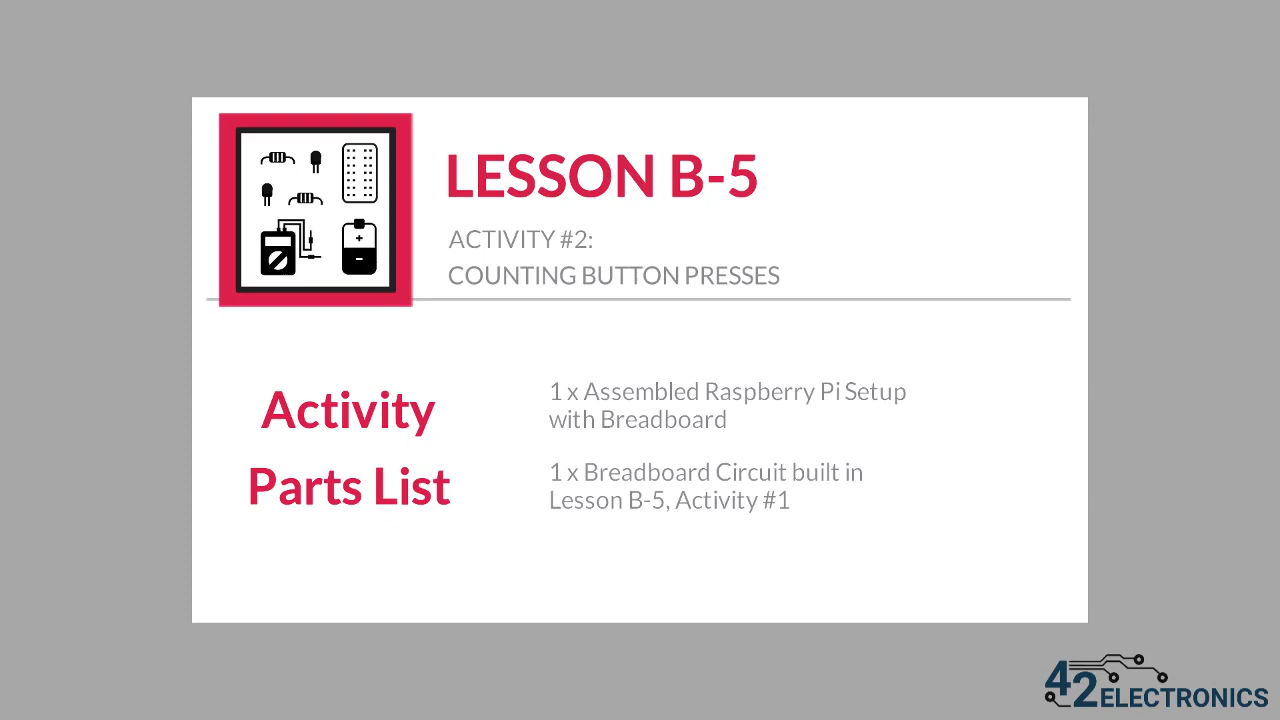 LESSON B-5
ACTIVITY #2:
COUNTING BUTTON PRESSES
Activity
Parts List
1 x Assembled Raspberry Pi Setup
with Breadboard
1 x Breadboard Circuit built in
Lesson B-5, Activity #1
42ELECTRONICS